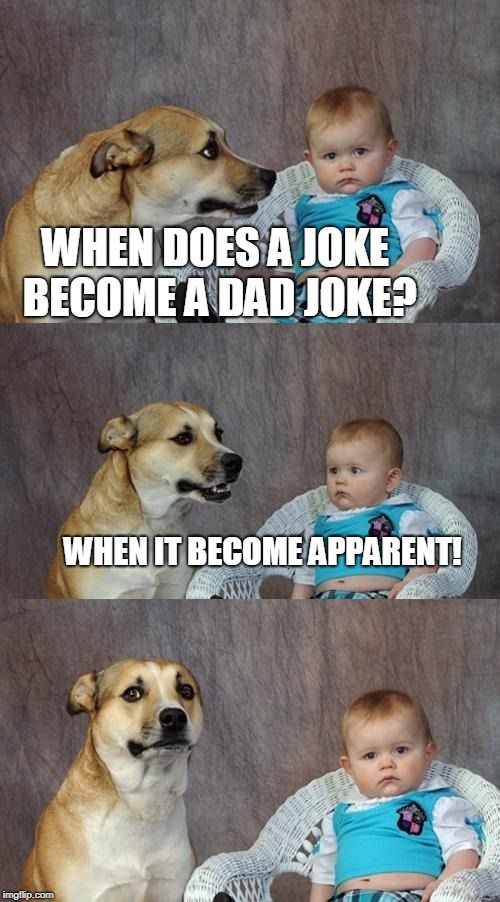 WHEN DOES A JOKE
BECOME A DAD JOKE?
WHEN IT BECOME APPARENT!
imgflip.com